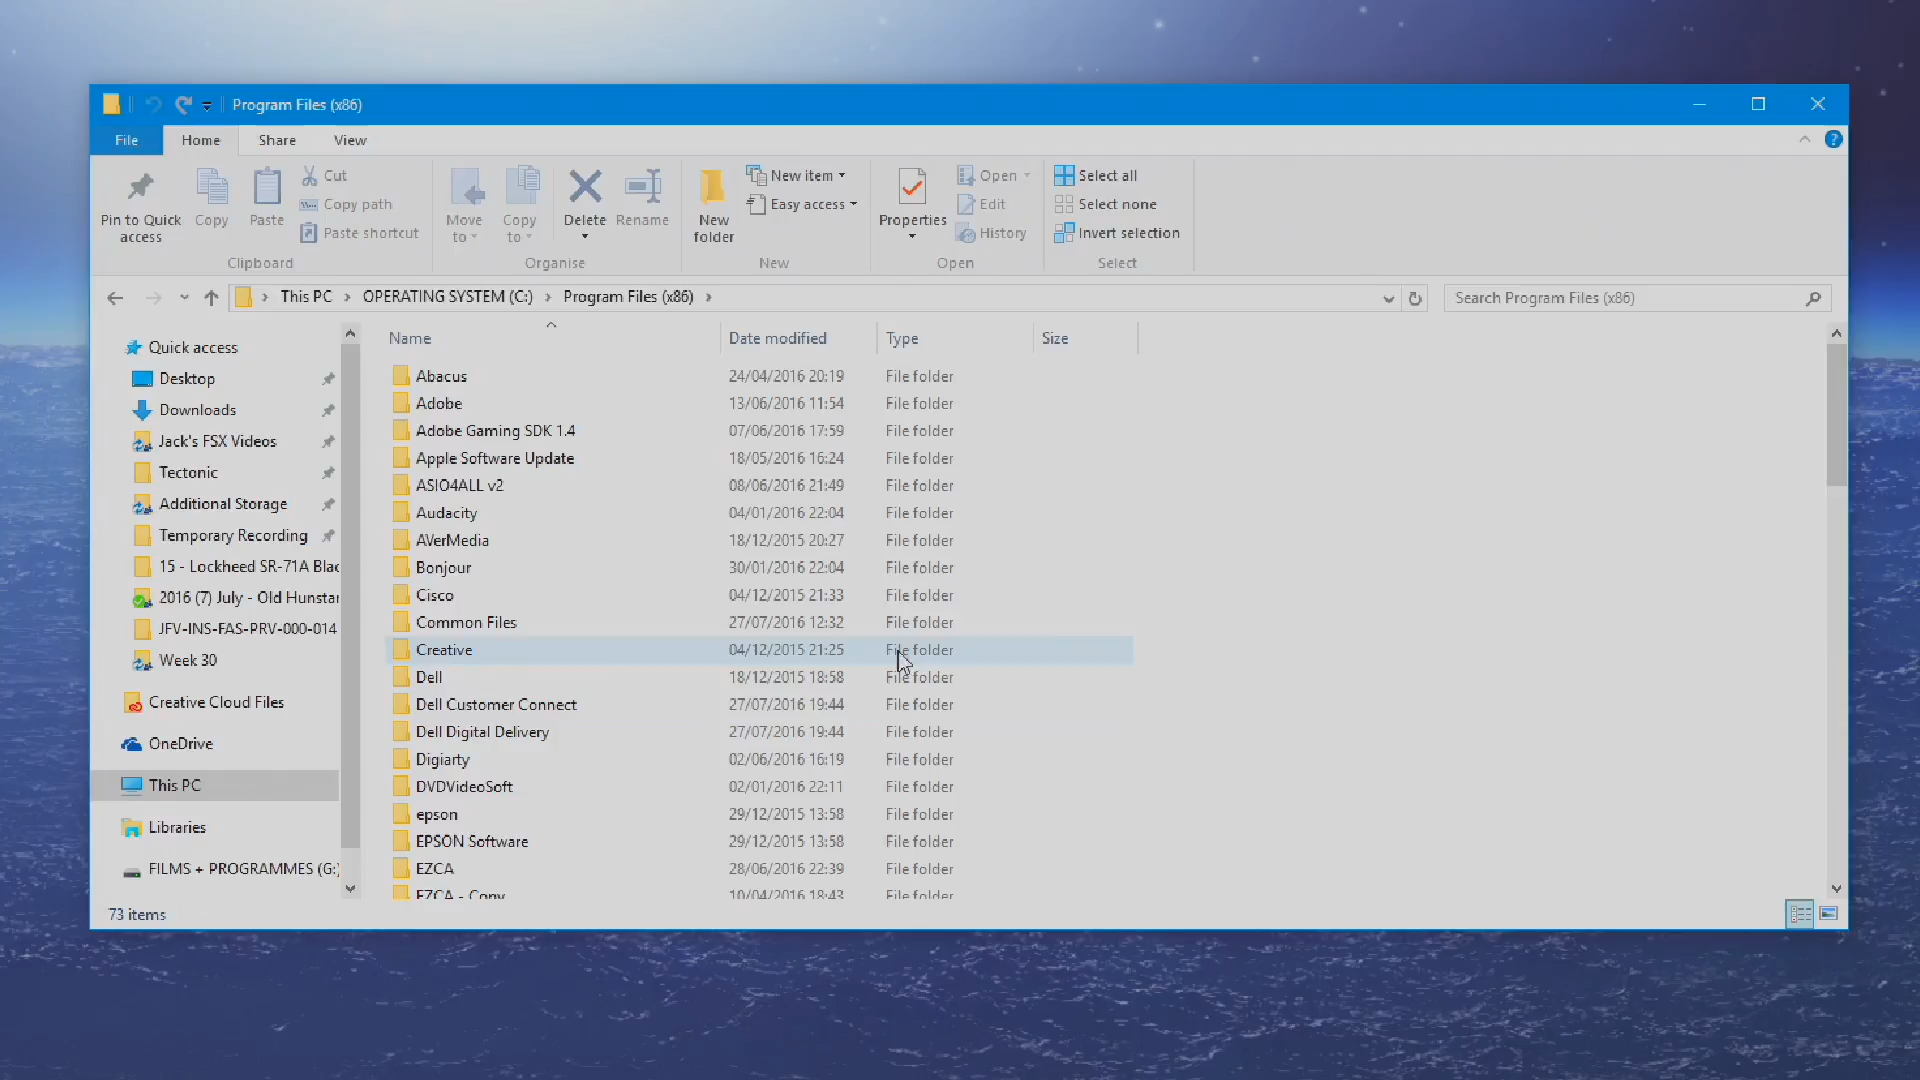 Program Files (x86)
File Home Share View
Pin to Quick access
Copy
Paste
Cut
Copy path
Paste shortcut
Clipboard
Move to
Copy to
Delete
Rename
Organise
New folder
New item
Easy access
New
Properties
Open
Edit
History
Open
Select all
Select none
Invert selection
Select
This PC > OPERATING SYSTEM (C:) > Program Files (x86) >
Search Program Files (x86)
Quick access
Desktop
Downloads
Jack's FSX Videos
Tectonic
Additional Storage
Temporary Recording
15 - Lockheed SR-71A Blac
2016 (7) July - Old Hunstar
JFV-INS-FAS-PRV-000-014
Week 30
Creative Cloud Files
OneDrive
This PC
Libraries
FILMS + PROGRAMMES (G:)
Name Date modified Type Size
Abacus 24/04/2016 20:19 File folder
Adobe 13/06/2016 11:54 File folder
Adobe Gaming SDK 1.4 07/06/2016 17:59 File folder
Apple Software Update 18/05/2016 16:24 File folder
ASIO4ALL v2 08/06/2016 21:49 File folder
Audacity 04/01/2016 22:04 File folder
AVerMedia 18/12/2015 20:27 File folder
Bonjour 30/01/2016 22:04 File folder
Cisco 04/12/2015 21:33 File folder
Common Files 27/07/2016 12:32 File folder
Creative 04/12/2015 21:25 File folder
Dell 18/12/2015 18:58 File folder
Dell Customer Connect 27/07/2016 19:44 File folder
Dell Digital Delivery 27/07/2016 19:44 File folder
Digiarty 02/06/2016 16:19 File folder
DVDVideoSoft 02/01/2016 22:11 File folder
epson 29/12/2015 13:58 File folder
EPSON Software 29/12/2015 13:58 File folder
EZCA 28/06/2016 22:39 File folder
EZCA - Copy 10/04/2016 18:43 File folder
73 items